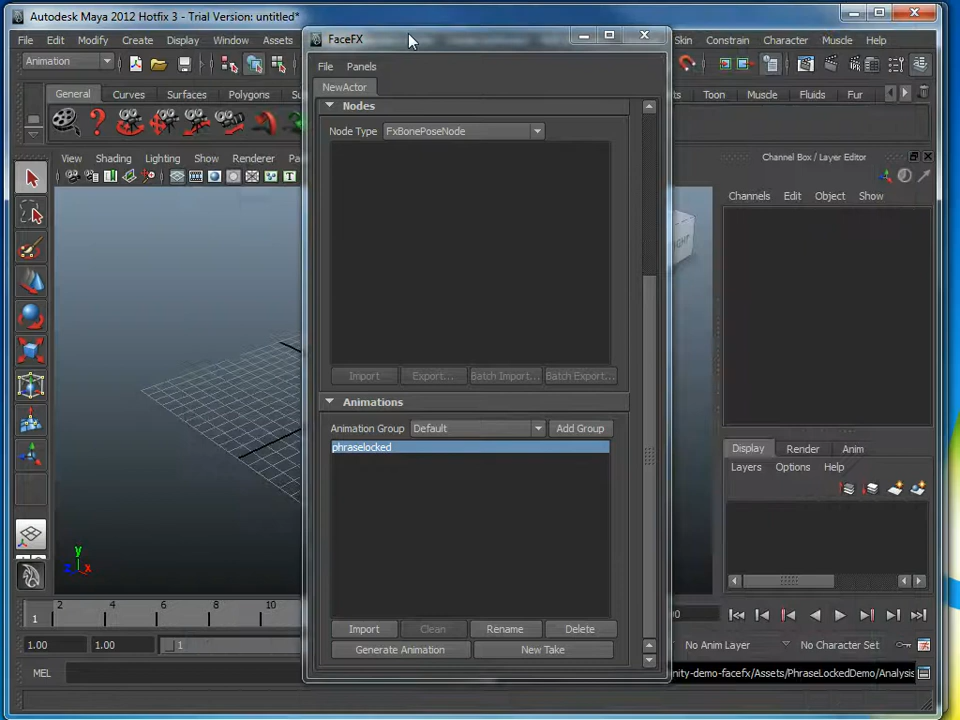 Autodesk Maya 2012 Hotfix 3 - Trial Version: untitled*
File Edit Modify Create Display Window Assets
Skin Constrain Character Muscle Help
Animation
General Curves Surfaces Polygons
Toon Muscle Fluids Fur
View Shading Lighting Show Renderer
FaceFX
File Panels
NewActor
Nodes
Node Type FxBonePoseNode
Import Export... Batch Import... Batch Export...
Animations
Animation Group Default Add Group
phraselocked
Import Clean Rename Delete
Generate Animation New Take
Channel Box / Layer Editor
Channels Edit Object Show
Display Render Anim
Layers Options Help
y
z x
2 4 6 8 10
1
1.00 1.00 1
No Anim Layer No Character Set
MEL
nity-demo-facefx/Assets/PhraseLockedDemo/Analysis